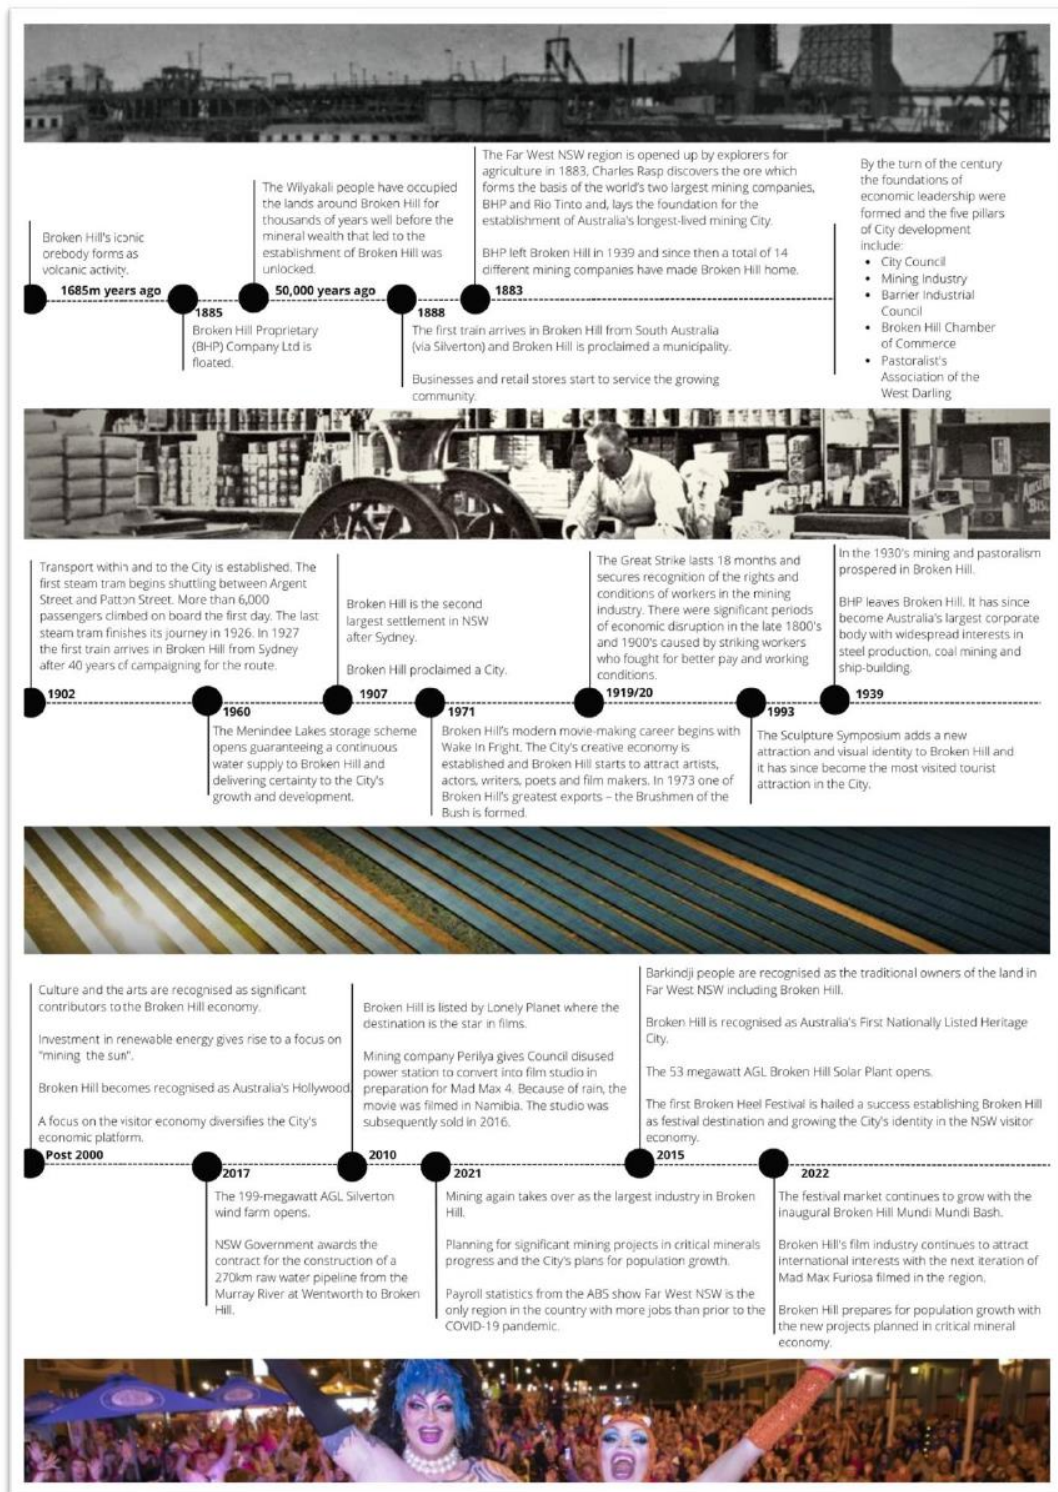 Broken Hill's iconic
orebody forms as
volcanic activity.
1685m years ago
1885
Broken Hill Proprietary
(BHP) Company Ltd is
floated.
The Wilyakali people have occupied
the lands around Broken Hill for
thousands of years well before the
mineral wealth that led to the
establishment of Broken Hill was
unlocked.
50,000 years ago
1888
The first train arrives in Broken Hill from South Australia
(via Silverton) and Broken Hill is proclaimed a municipality.
Businesses and retail stores start to service the growing
community.
The Far West NSW region is opened up by explorers for
agriculture in 1883, Charles Rasp discovers the ore which
forms the basis of the world's two largest mining companies,
BHP and Rio Tinto and, lays the foundation for the
establishment of Australia's longest-lived mining City.
BHP left Broken Hill in 1939 and since then a total of 14
different mining companies have made Broken Hill home.
1883
By the turn of the century
the foundations of
economic leadership were
formed and the five pillars
of City development
include:
• City Council
• Mining Industry
• Barrier Industrial
Council
• Broken Hill Chamber
of Commerce
• Pastoralist's
Association of the
West Darling
Transport within and to the City is established. The
first steam tram begins shuttling between Argent
Street and Patton Street. More than 6,000
passengers climbed on board the first day. The last
steam tram finishes its journey in 1926. In 1927
the first train arrives in Broken Hill from Sydney
after 40 years of campaigning for the route.
1902
1960
The Menindee Lakes storage scheme
opens guaranteeing a continuous
water supply to Broken Hill and
delivering certainty to the City's
growth and development.
Broken Hill is the second
largest settlement in NSW
after Sydney.
Broken Hill proclaimed a City.
1907
1971
Broken Hill's modern movie-making career begins with
Wake In Fright. The City's creative economy is
established and Broken Hill starts to attract artists,
actors, writers, poets and film makers. In 1973 one of
Broken Hill's greatest exports – the Brushmen of the
Bush is formed.
The Great Strike lasts 18 months and
secures recognition of the rights and
conditions of workers in the mining
industry. There were significant periods
of economic disruption in the late 1800's
and 1900's caused by striking workers
who fought for better pay and working
conditions.
1919/20
1993
The Sculpture Symposium adds a new
attraction and visual identity to Broken Hill and
it has since become the most visited tourist
attraction in the City.
In the 1930's mining and pastoralism
prospered in Broken Hill.
BHP leaves Broken Hill. It has since
become Australia's largest corporate
body with widespread interests in
steel production, coal mining and
ship-building.
1939
Culture and the arts are recognised as significant
contributors to the Broken Hill economy.
Investment in renewable energy gives rise to a focus on
"mining the sun".
Broken Hill becomes recognised as Australia's Hollywood.
A focus on the visitor economy diversifies the City's
economic platform.
Post 2000
2017
The 199-megawatt AGL Silverton
wind farm opens.
NSW Government awards the
contract for the construction of a
270km raw water pipeline from the
Murray River at Wentworth to Broken
Hill.
Broken Hill is listed by Lonely Planet where the
destination is the star in films.
Mining company Perilya gives Council disused
power station to convert into film studio in
preparation for Mad Max 4. Because of rain, the
movie was filmed in Namibia. The studio was
subsequently sold in 2016.
2010
2021
Mining again takes over as the largest industry in Broken
Hill.
Planning for significant mining projects in critical minerals
progress and the City's plans for population growth.
Payroll statistics from the ABS show Far West NSW is the
only region in the country with more jobs than prior to the
COVID-19 pandemic.
Barkindji people are recognised as the traditional owners of the land in
Far West NSW including Broken Hill.
Broken Hill is recognised as Australia's First Nationally Listed Heritage
City.
The 53 megawatt AGL Broken Hill Solar Plant opens.
The first Broken Heel Festival is hailed a success establishing Broken Hill
as festival destination and growing the City's identity in the NSW visitor
economy.
2015
2022
The festival market continues to grow with the
inaugural Broken Hill Mundi Mundi Bash.
Broken Hill's film industry continues to attract
international interests with the next iteration of
Mad Max Furiosa filmed in the region.
Broken Hill prepares for population growth with
the new projects planned in critical mineral
economy.